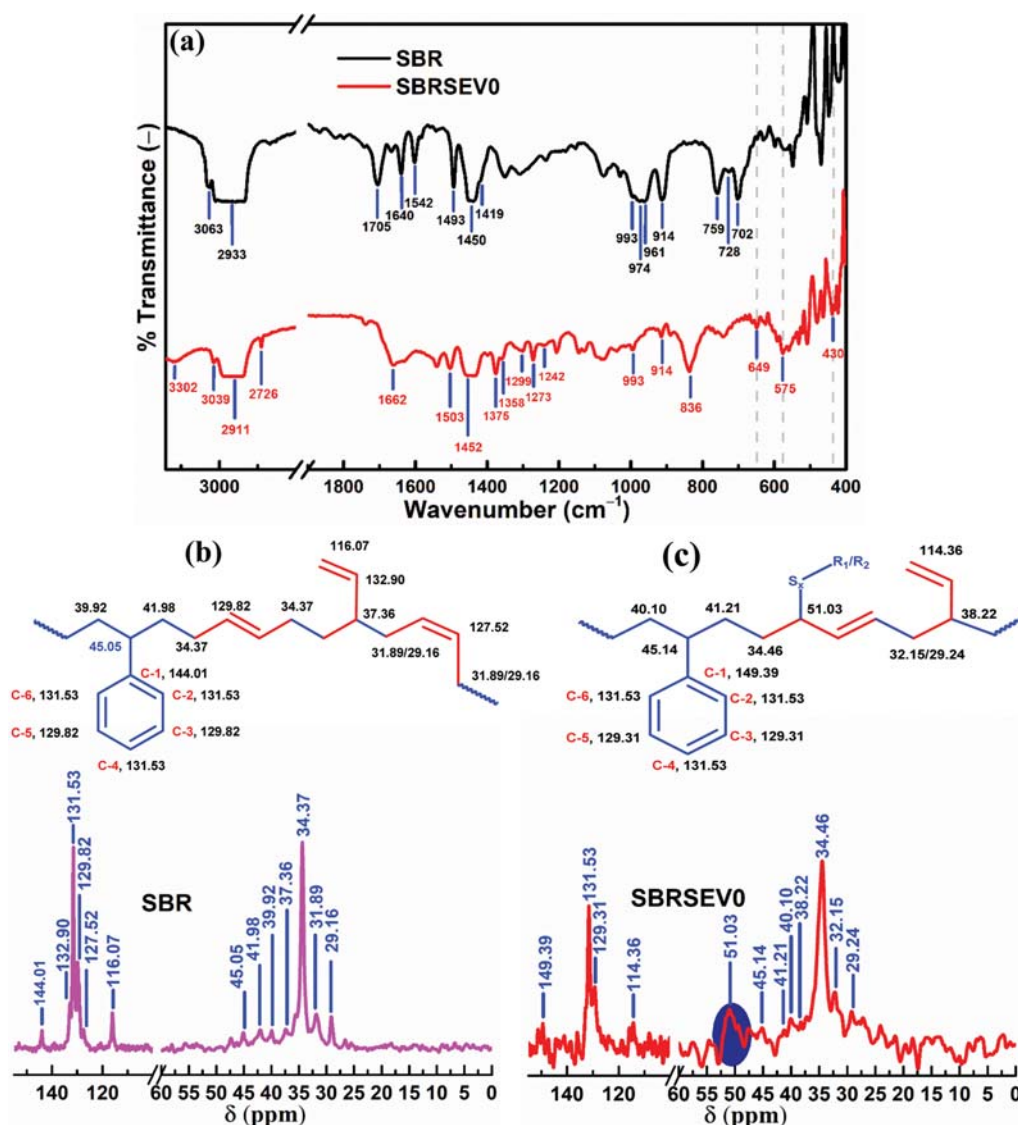 (a)
SBR
SBRSEV0
% Transmittance (–)
3063
2933
1705
1640
1542
1493
1450
1419
993
974
961
914
759
728
702
3302
3039
2911
2726
1662
1503
1452
1375
1358
1299
1273
1242
993
914
836
649
575
430
3000 1800 1600 1400 1200 1000 800 600 400
Wavenumber (cm⁻¹)
(b)
116.07
132.90
39.92 41.98 129.82 34.37
37.36
127.52
45.05 34.37
31.89/29.16
31.89/29.16
C-1, 144.01
C-6, 131.53 C-2, 131.53
C-5, 129.82 C-3, 129.82
C-4, 131.53
SBR
144.01
132.90
131.53
129.82
127.52
116.07
45.05
41.98
39.92
37.36
34.37
31.89
29.16
140 120 60 55 50 45 40 35 30 25 20 15 10 5 0
δ (ppm)
(c)
R₁/R₂
Sₓ
114.36
40.10 41.21 51.03
38.22
45.14 34.46
32.15/29.24
C-1, 149.39
C-6, 131.53 C-2, 131.53
C-5, 129.31 C-3, 129.31
C-4, 131.53
SBRSEV0
149.39
131.53
129.31
114.36
51.03
45.14
41.21
40.10
38.22
34.46
32.15
29.24
140 120 60 55 50 45 40 35 30 25 20 15 10 5 0
δ (ppm)